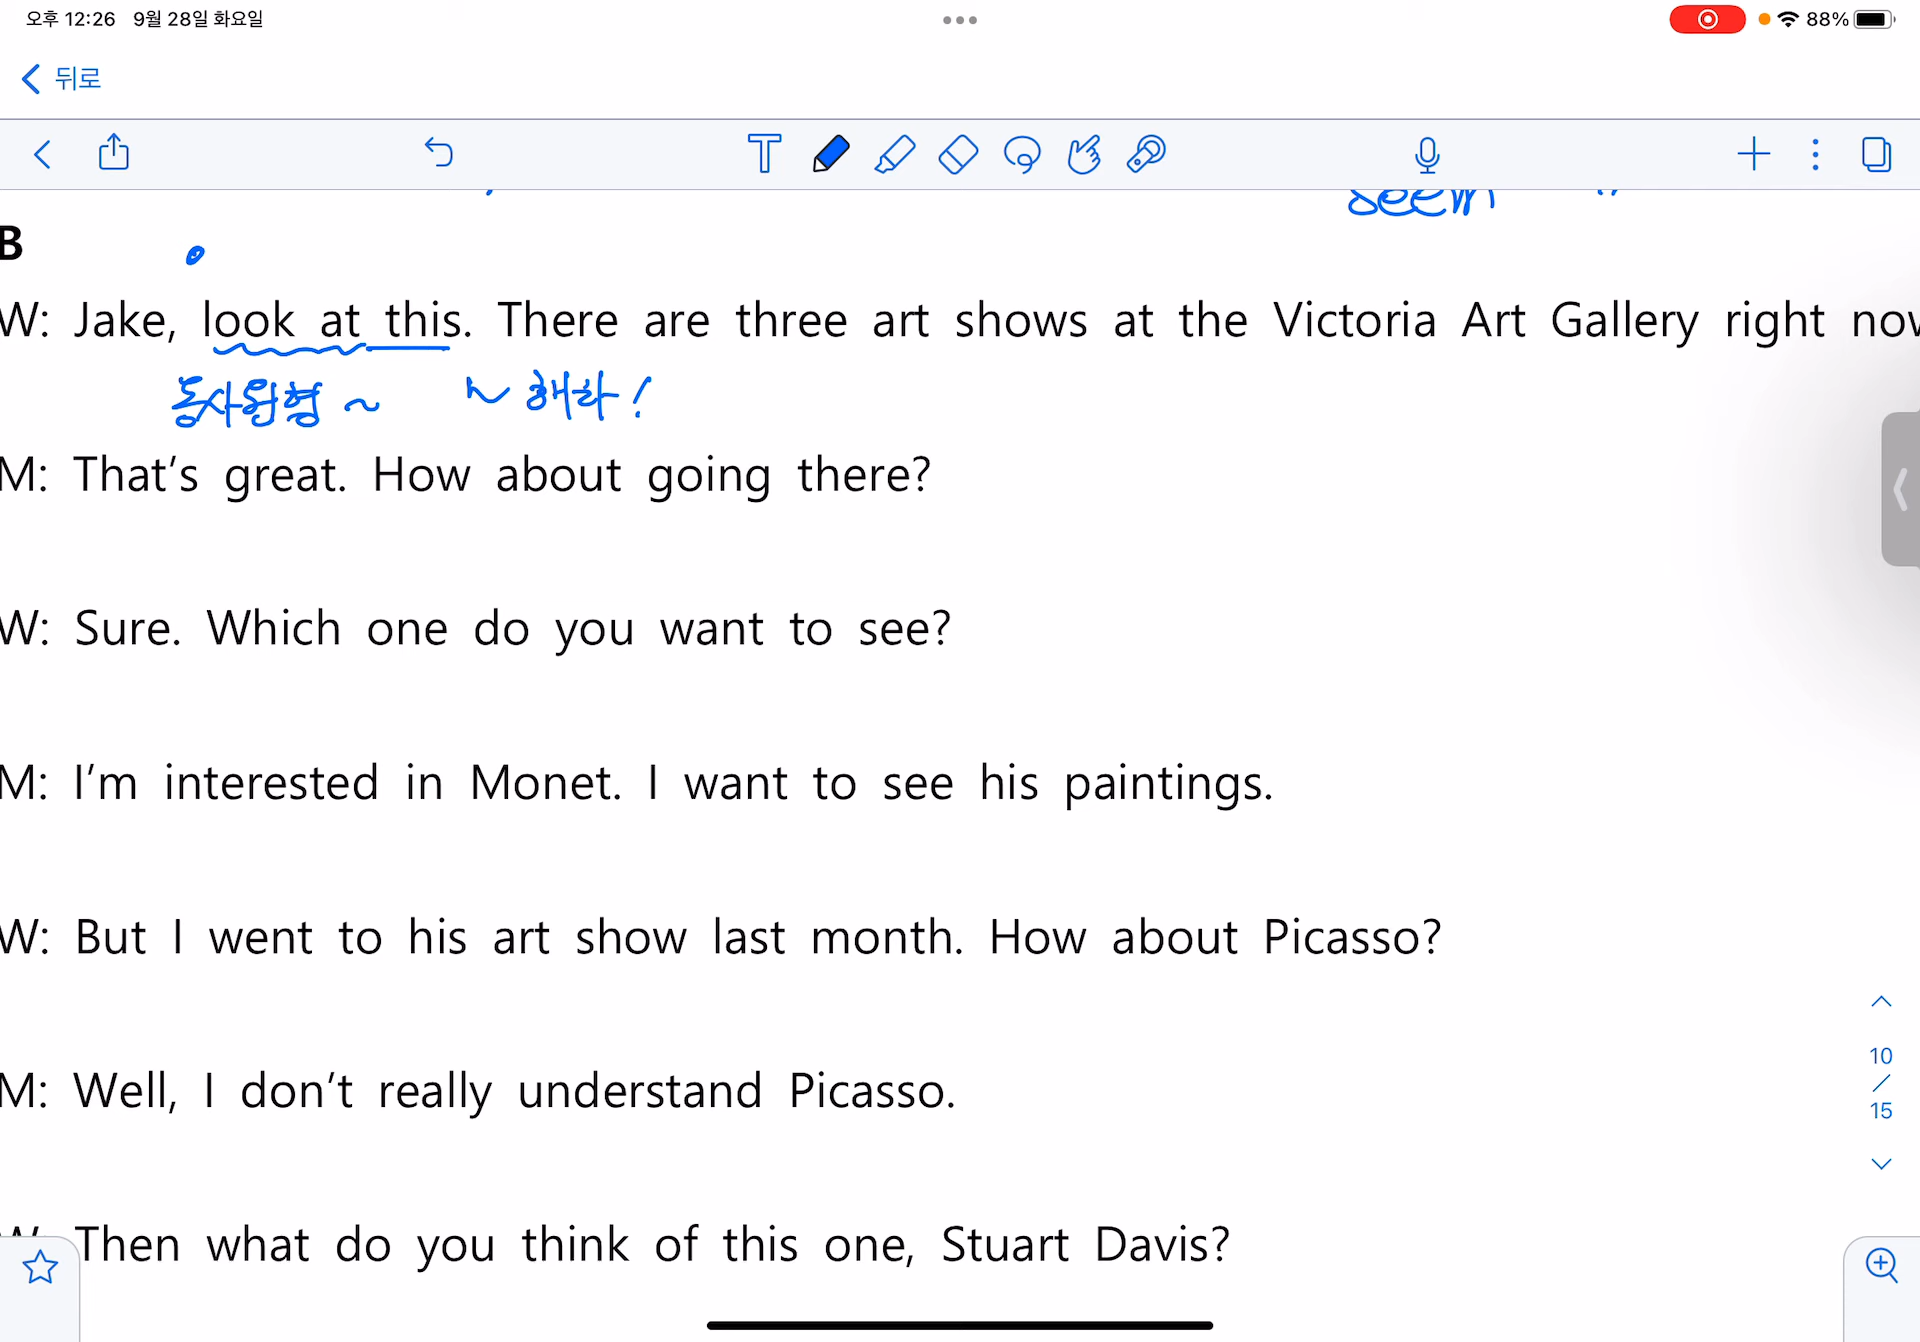 오후 12:26 9월 28일 화요일
88%
뒤로
B
W: Jake, look at this. There are three art shows at the Victoria Art Gallery right
동사원형 ~ ~ 해라!
M: That's great. How about going there?
W: Sure. Which one do you want to see?
M: I'm interested in Monet. I want to see his paintings.
W: But I went to his art show last month. How about Picasso?
M: Well, I don't really understand Picasso.
Then what do you think of this one, Stuart Davis?
10
/
15